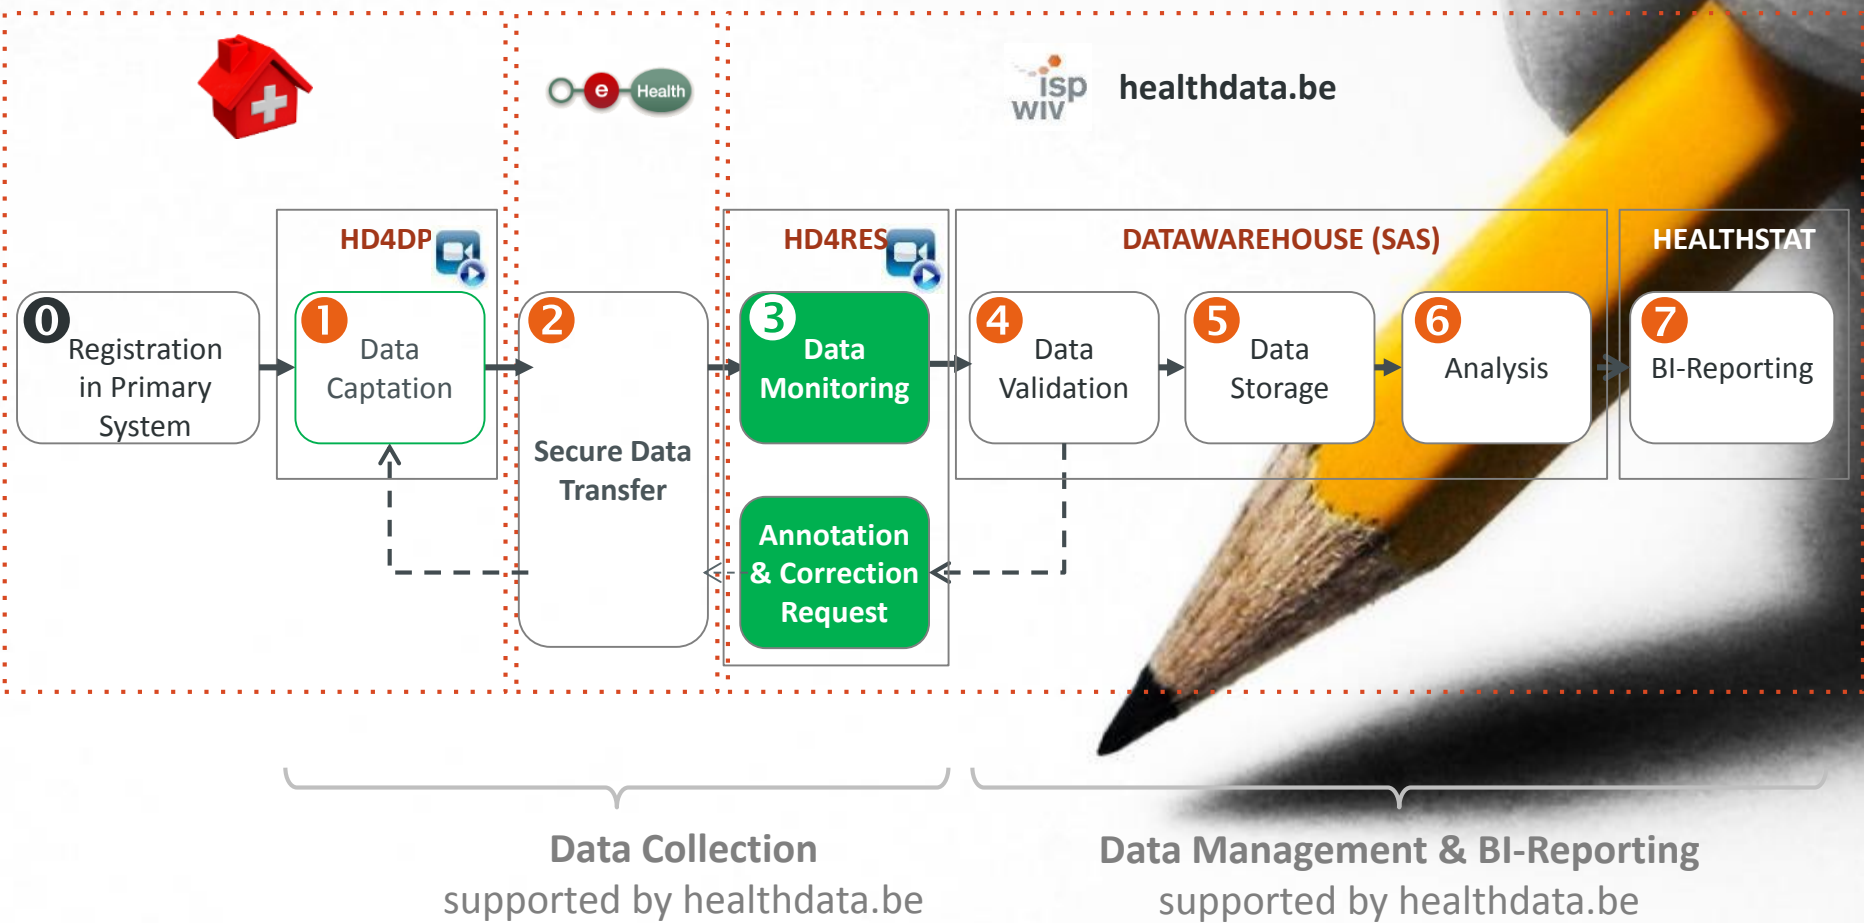 e
Health
isp
WIV
healthdata.be
HD4DP
HD4RES
DATAWAREHOUSE (SAS)
HEALTHSTAT
0
Registration
in Primary
System
1
Data
Captation
2
Secure Data
Transfer
3
Data
Monitoring
Annotation
& Correction
Request
4
Data
Validation
5
Data
Storage
6
Analysis
7
BI-Reporting
Data Collection
supported by healthdata.be
Data Management & BI-Reporting
supported by healthdata.be